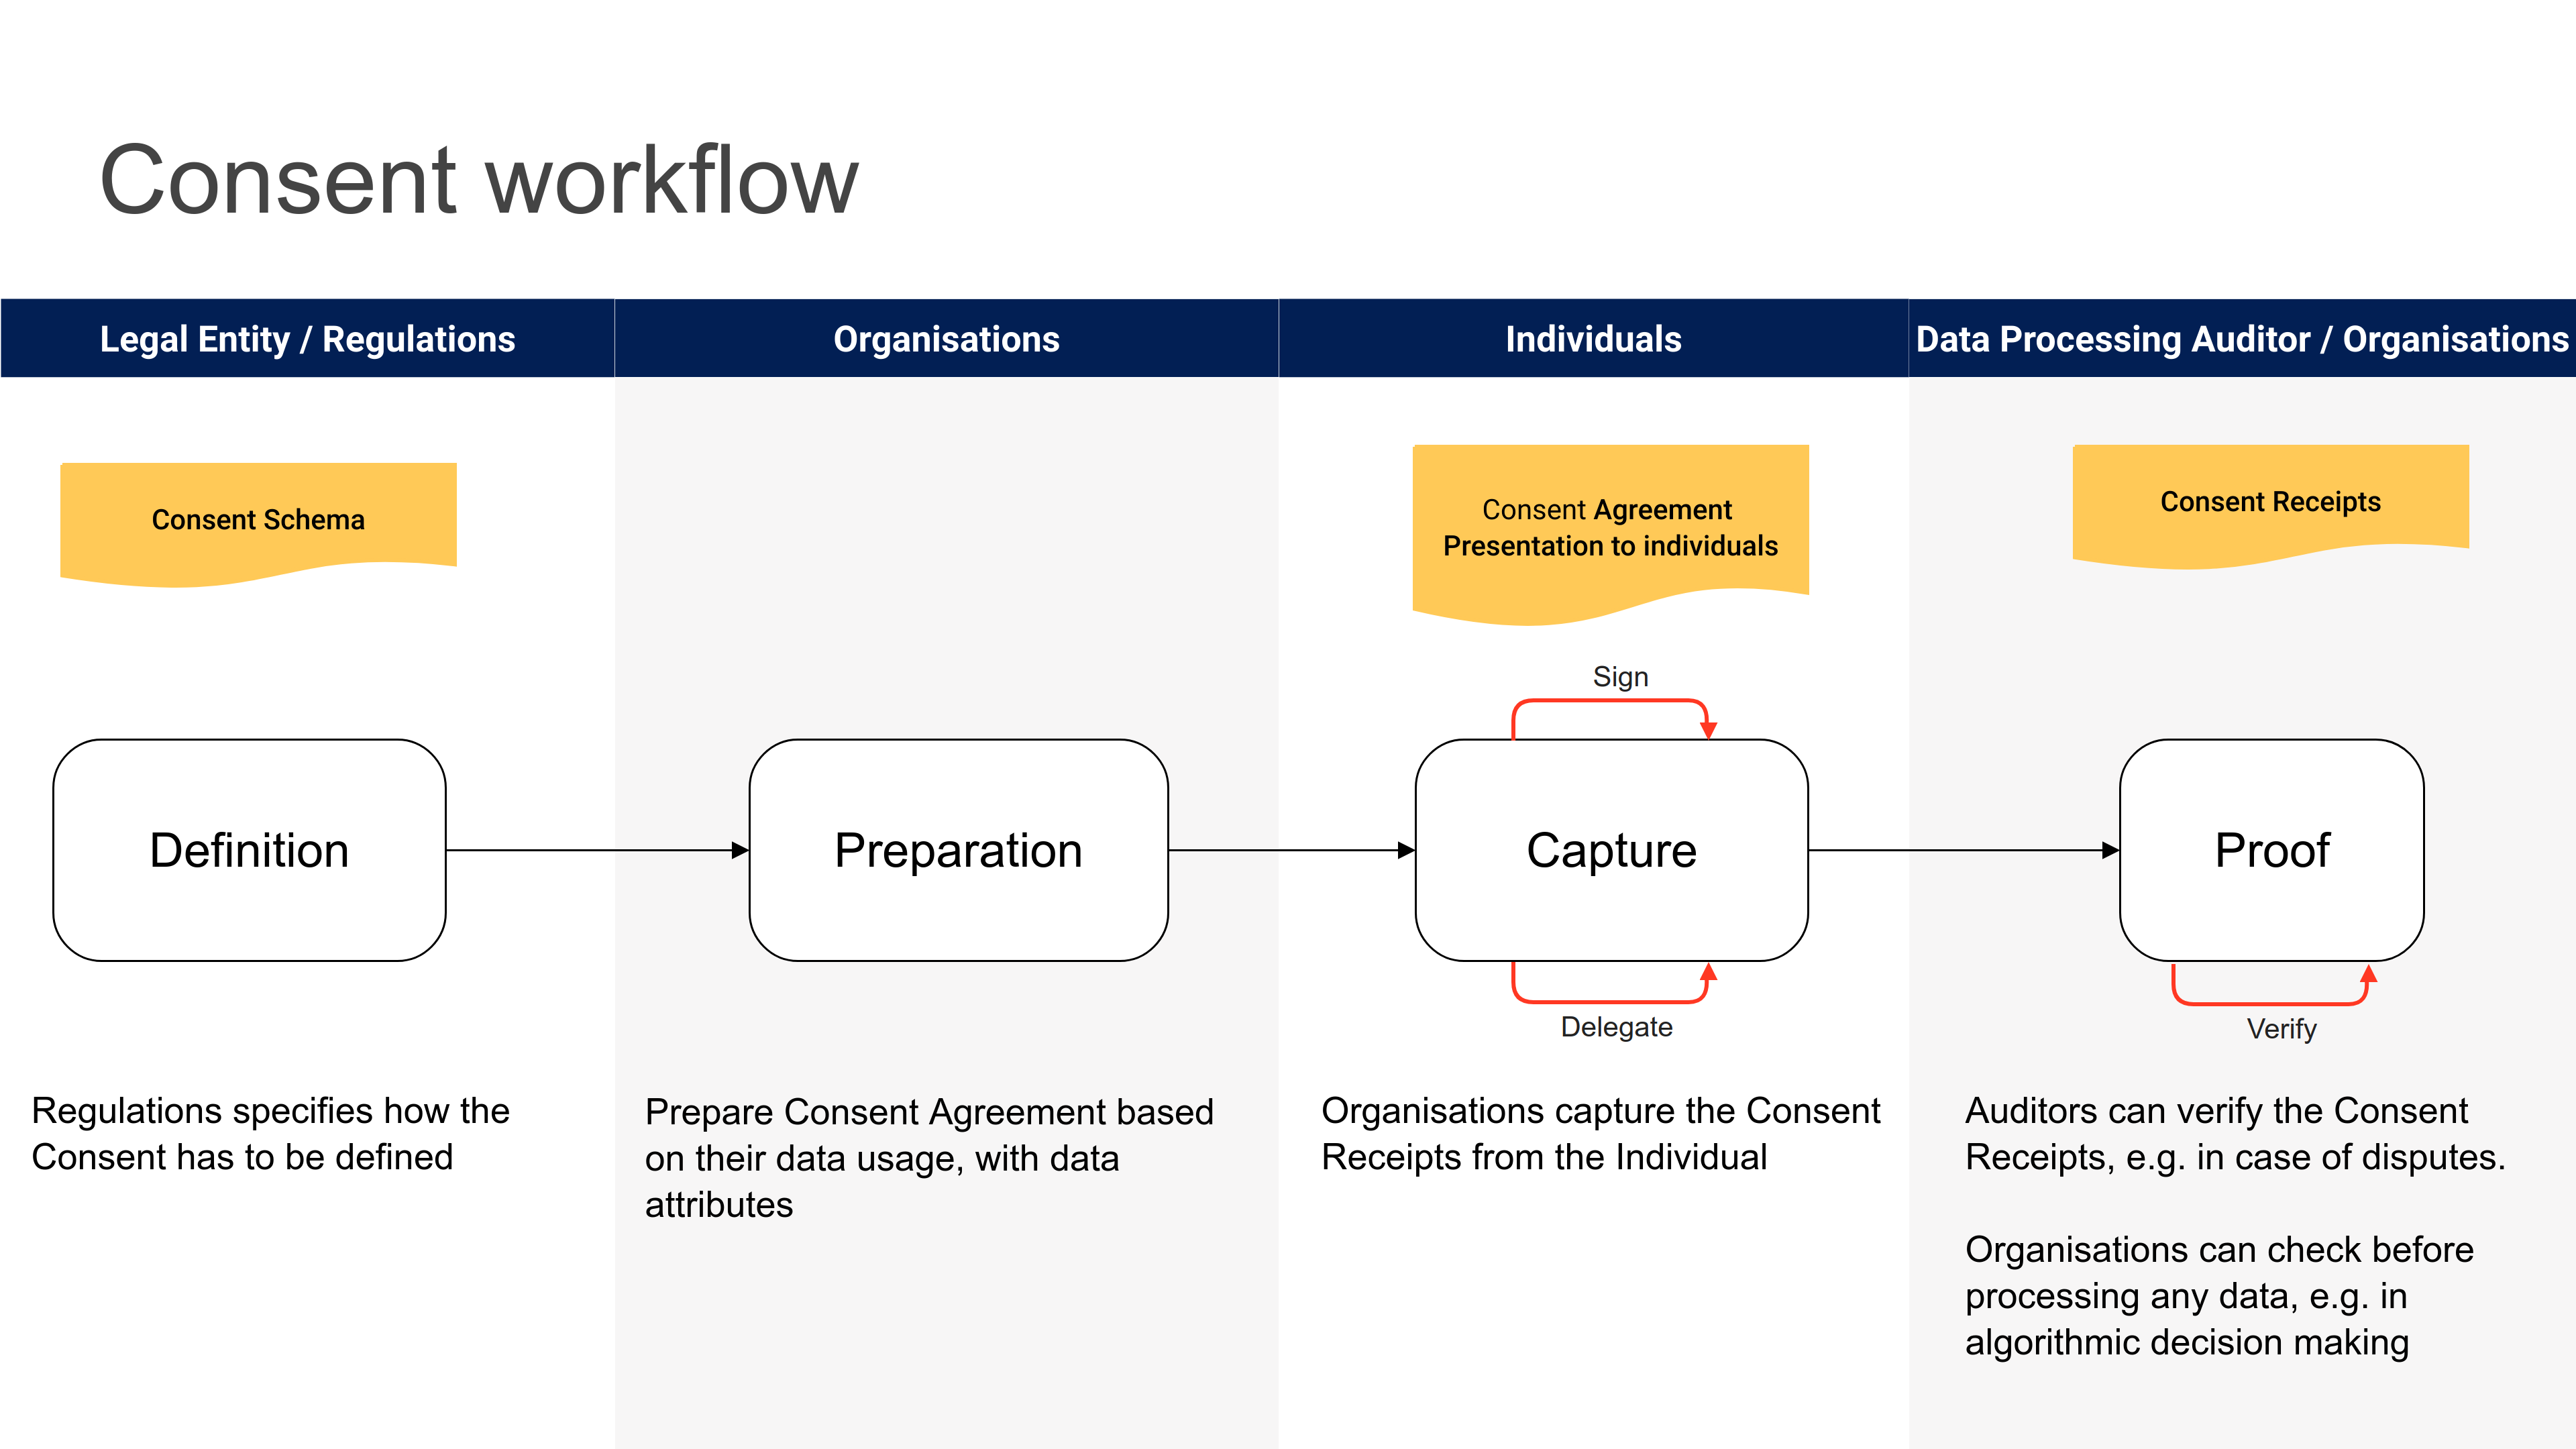 Consent workflow
Legal Entity / Regulations
Organisations
Individuals
Data Processing Auditor / Organisations
Consent Schema
Consent Agreement
Presentation to individuals
Consent Receipts
Sign
Definition
Preparation
Capture
Proof
Delegate
Verify
Regulations specifies how the
Consent has to be defined
Prepare Consent Agreement based
on their data usage, with data
attributes
Organisations capture the Consent
Receipts from the Individual
Auditors can verify the Consent
Receipts, e.g. in case of disputes.
Organisations can check before
processing any data, e.g. in
algorithmic decision making